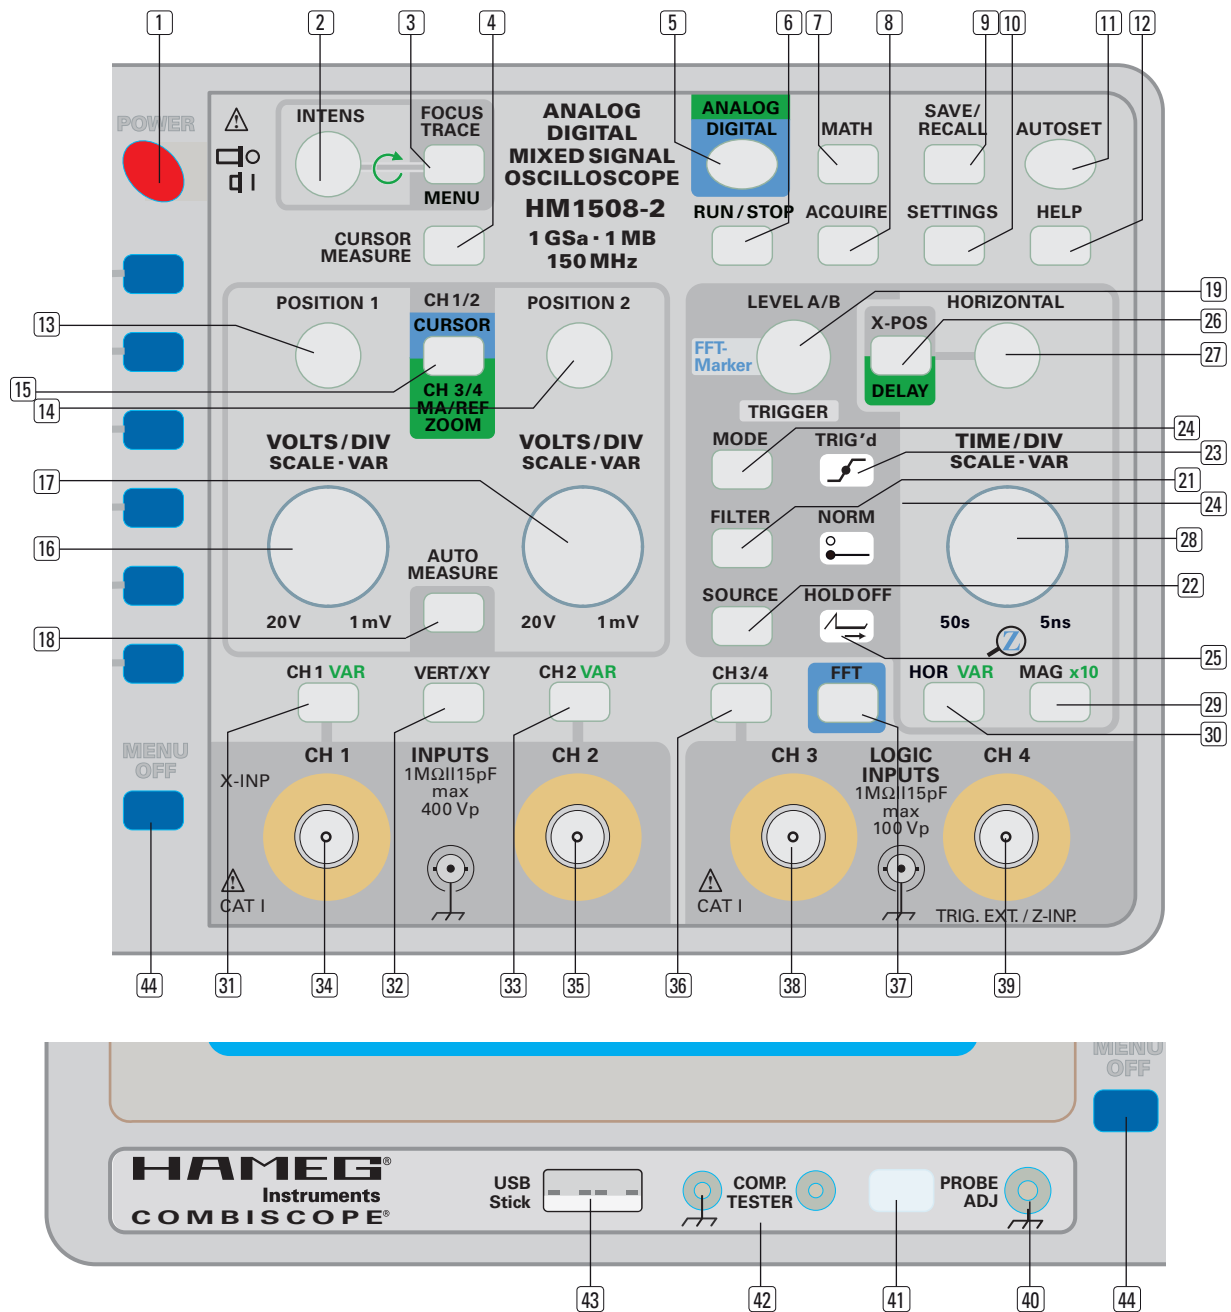 1 2 3 4 5 6 7 8 9 10 11 12
POWER
INTENS
FOCUS
TRACE
MENU
ANALOG
DIGITAL
MIXED SIGNAL
OSCILLOSCOPE
HM1508-2
1 GSa · 1 MB
150 MHz
ANALOG
DIGITAL
MATH
SAVE/
RECALL
AUTOSET
CURSOR
MEASURE
RUN / STOP
ACQUIRE
SETTINGS
HELP
POSITION 1
CH 1/2
CURSOR
CH 3/4
MA/REF
ZOOM
POSITION 2
LEVEL A/B
FFT-
Marker
TRIGGER
X-POS
DELAY
HORIZONTAL
13
15
14
19
26
27
VOLTS / DIV
SCALE · VAR
VOLTS / DIV
SCALE · VAR
MODE
TRIG'd
TIME / DIV
SCALE · VAR
24
23
17
21
24
16
FILTER
NORM
28
AUTO
MEASURE
SOURCE
HOLD OFF
22
20 V 1 mV
20 V 1 mV
50s 5ns
Z
18
25
CH 1 VAR
VERT/XY
CH 2 VAR
CH 3/4
FFT
HOR VAR
MAG x10
29
30
MENU
OFF
CH 1
X-INP
INPUTS
1MΩII15pF
max
400 Vp
CH 2
CH 3
LOGIC
INPUTS
1MΩII15pF
max
100 Vp
CH 4
CAT I
CAT I
TRIG. EXT. / Z-INP.
44 31 34 32 33 35 36 38 37 39
MENU
OFF
HAMEG®
Instruments
COMBISCOPE®
USB
Stick
COMP.
TESTER
PROBE
ADJ
43 42 41 40 44